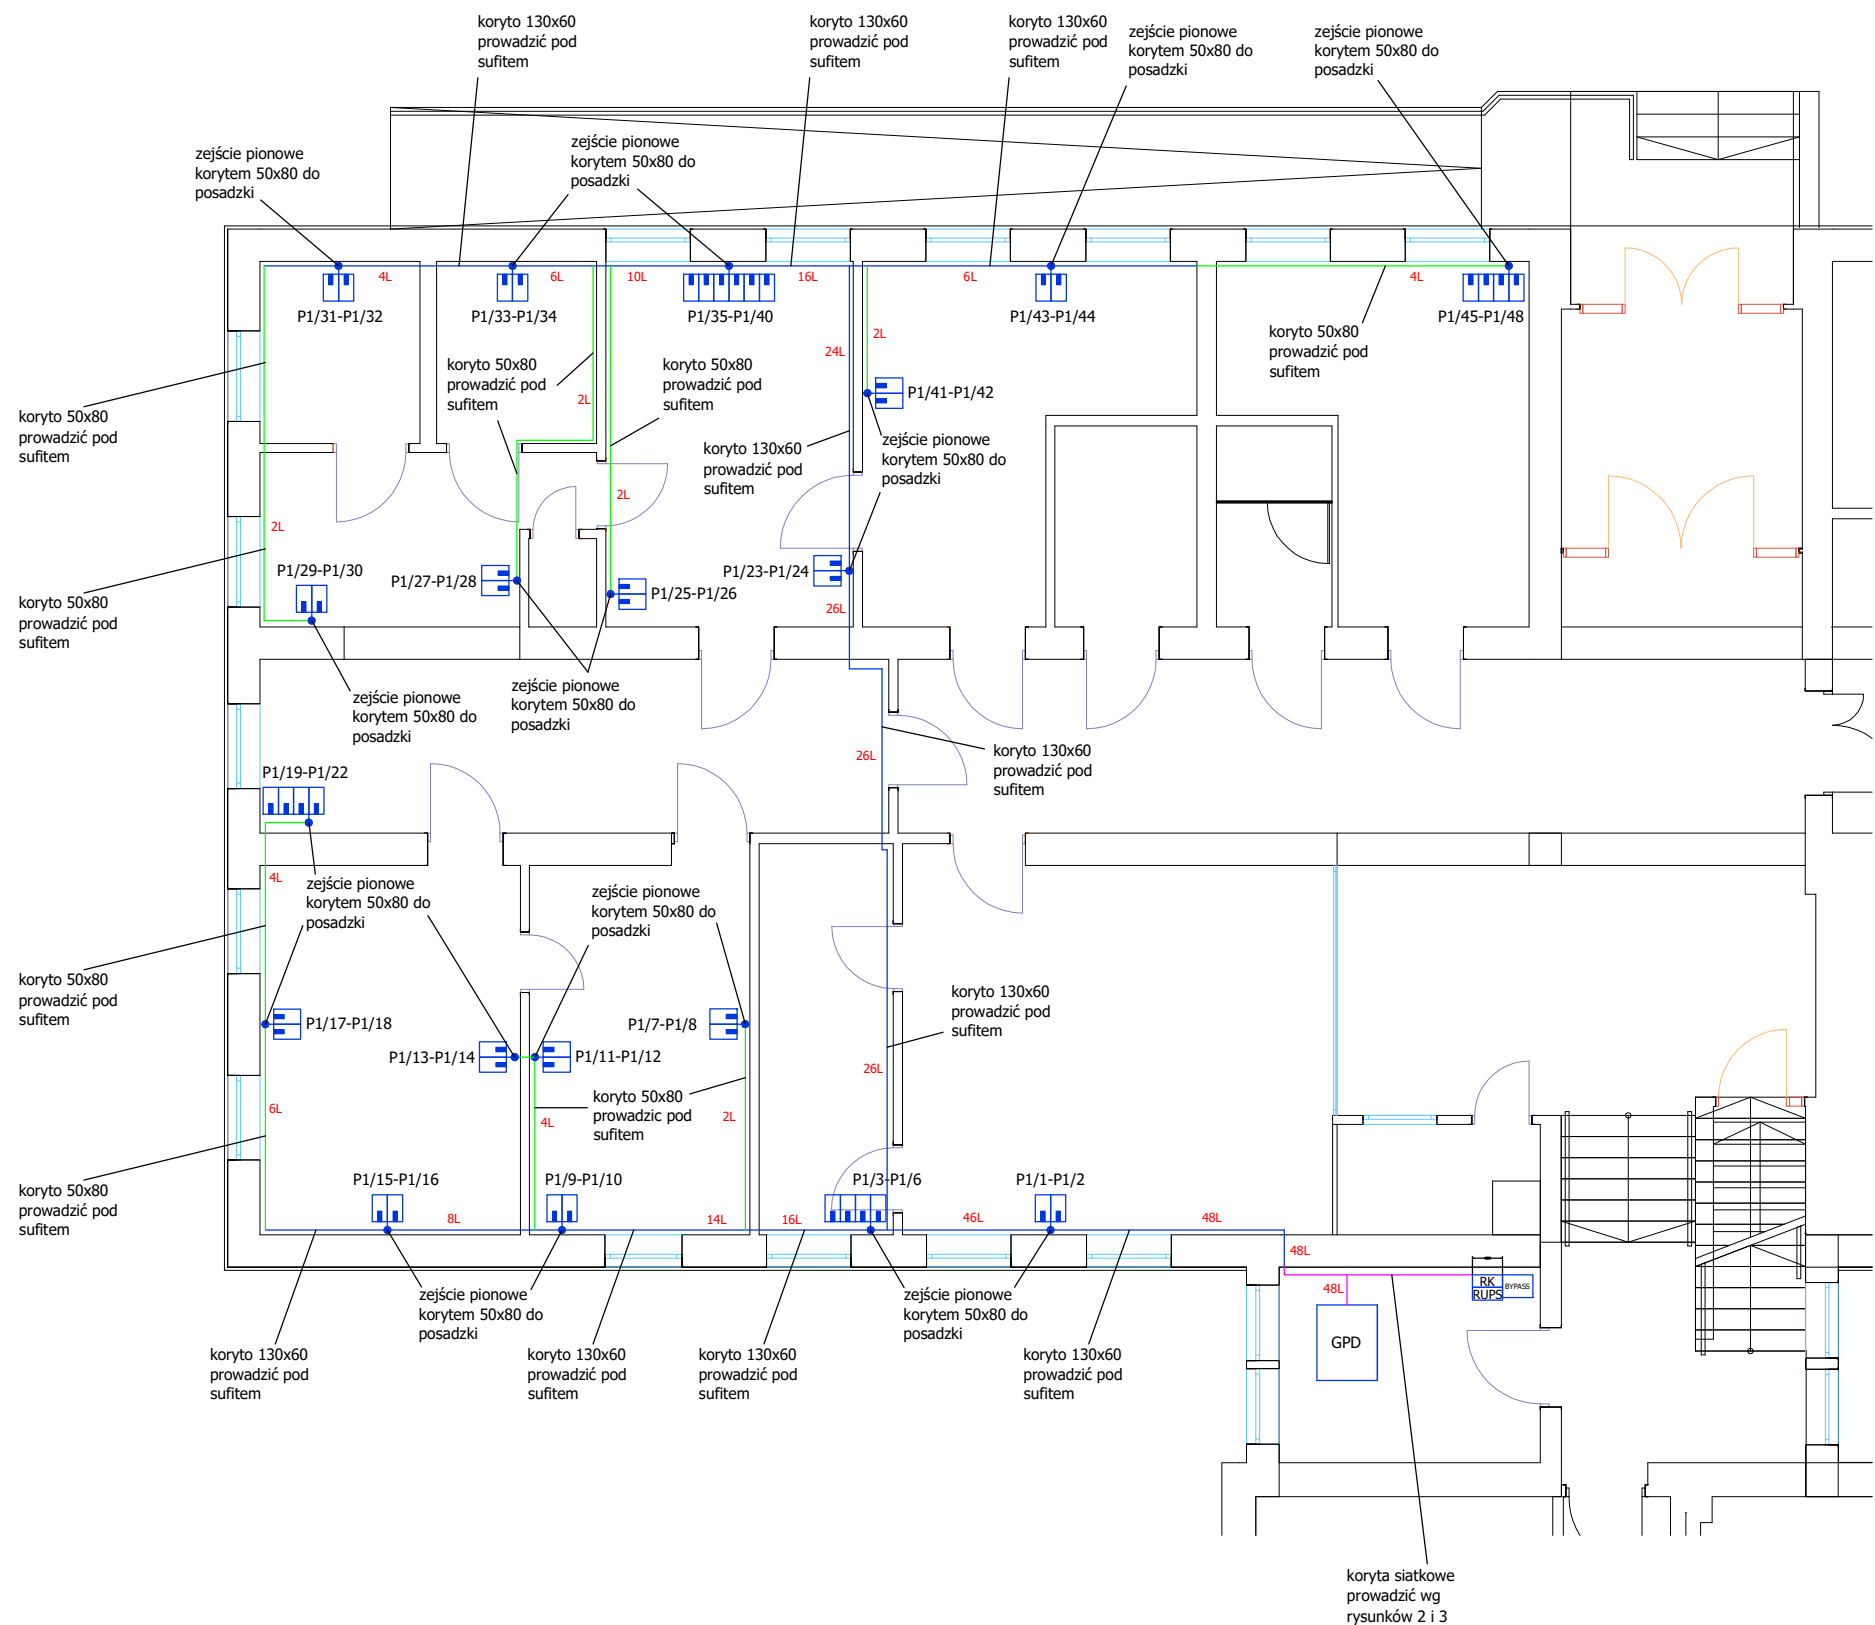 koryto 130x60
prowadzić pod
sufitem
koryto 130x60
prowadzić pod
sufitem
koryto 130x60
prowadzić pod
sufitem
zejście pionowe
korytem 50x80 do
posadzki
zejście pionowe
korytem 50x80 do
posadzki
zejście pionowe
korytem 50x80 do
posadzki
zejście pionowe
korytem 50x80 do
posadzki
4L
6L
10L
16L
6L
4L
P1/31-P1/32
P1/33-P1/34
P1/35-P1/40
P1/43-P1/44
P1/45-P1/48
koryto 50x80
prowadzić pod
sufitem
24L
2L
koryto 50x80
prowadzić pod
sufitem
koryto 50x80
prowadzić pod
sufitem
2L
P1/41-P1/42
koryto 50x80
prowadzić pod
sufitem
koryto 130x60
prowadzić pod
sufitem
zejście pionowe
korytem 50x80 do
posadzki
2L
2L
P1/29-P1/30
P1/27-P1/28
P1/25-P1/26
P1/23-P1/24
26L
koryto 50x80
prowadzić pod
sufitem
zejście pionowe
korytem 50x80 do
posadzki
zejście pionowe
korytem 50x80 do
posadzki
26L
koryto 130x60
prowadzić pod
sufitem
P1/19-P1/22
4L
zejście pionowe
korytem 50x80 do
posadzki
zejście pionowe
korytem 50x80 do
posadzki
koryto 50x80
prowadzić pod
sufitem
koryto 130x60
prowadzić pod
sufitem
P1/17-P1/18
P1/7-P1/8
P1/13-P1/14
P1/11-P1/12
26L
koryto 50x80
prowadzic pod
sufitem
6L
4L
2L
koryto 50x80
prowadzić pod
sufitem
P1/15-P1/16
P1/9-P1/10
P1/3-P1/6
P1/1-P1/2
8L
14L
16L
46L
48L
48L
48L
RK
RUPS
BYPASS
GPD
zejście pionowe
korytem 50x80 do
posadzki
zejście pionowe
korytem 50x80 do
posadzki
koryto 130x60
prowadzić pod
sufitem
koryto 130x60
prowadzić pod
sufitem
koryto 130x60
prowadzić pod
sufitem
koryto 130x60
prowadzić pod
sufitem
koryta siatkowe
prowadzić wg
rysunków 2 i 3